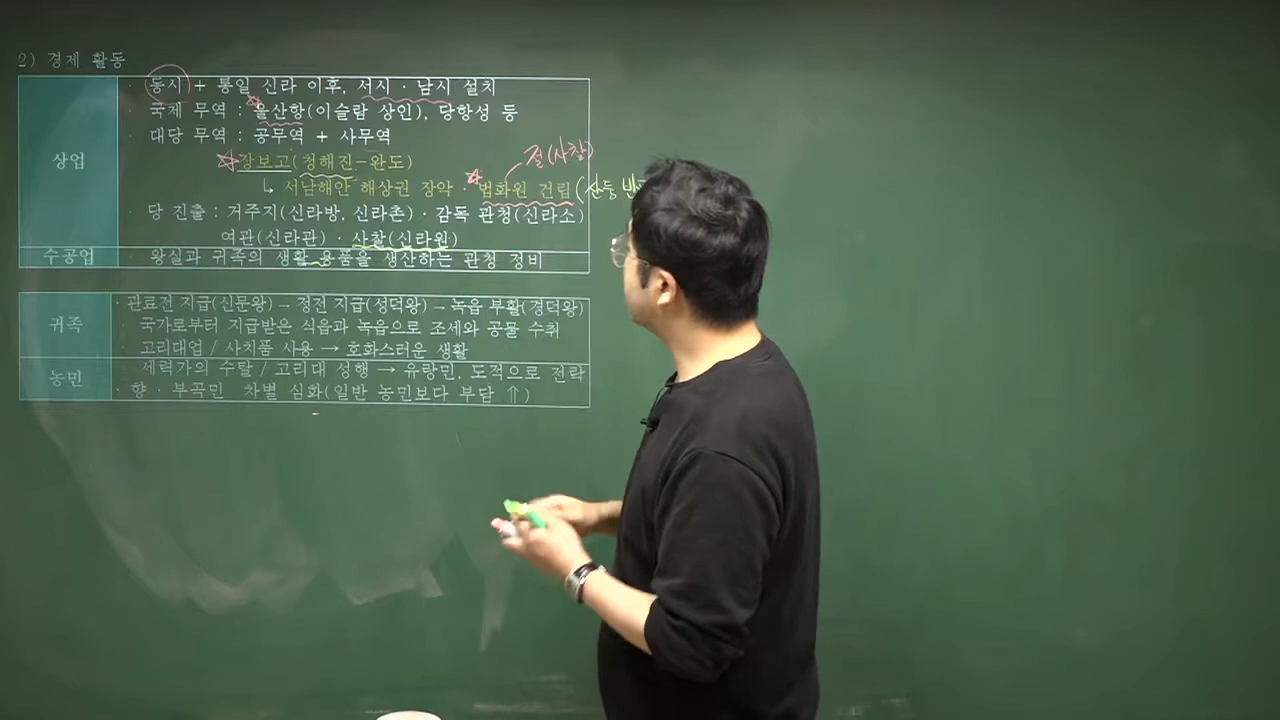 2) 경제 활동
상업
· 동시 + 통일 신라 이후, 서시 · 남시 설치
· 국제 무역 : 울산항(이슬람 상인), 당항성 등
· 대당 무역 : 공무역 + 사무역
절(사찰)
장보고(청해진-완도)
↳ 서남해안 해상권 장악 · 법화원 건립(산둥
· 당 진출 : 거주지(신라방, 신라촌) · 감독 관청(신라소)
여관(신라관) · 사찰(신라원)
수공업
· 왕실과 귀족의 생활 용품을 생산하는 관청 정비
귀족
· 관료전 지급(신문왕) → 정전 지급(성덕왕) → 녹읍 부활(경덕왕)
· 국가로부터 지급받은 식읍과 녹읍으로 조세와 공물 수취
· 고리대업 / 사치품 사용 → 호화스러운 생활
농민
· 세력가의 수탈 / 고리대 성행 → 유랑민, 도적으로 전락
· 향 · 부곡민 차별 심화(일반 농민보다 부담 ⇑)